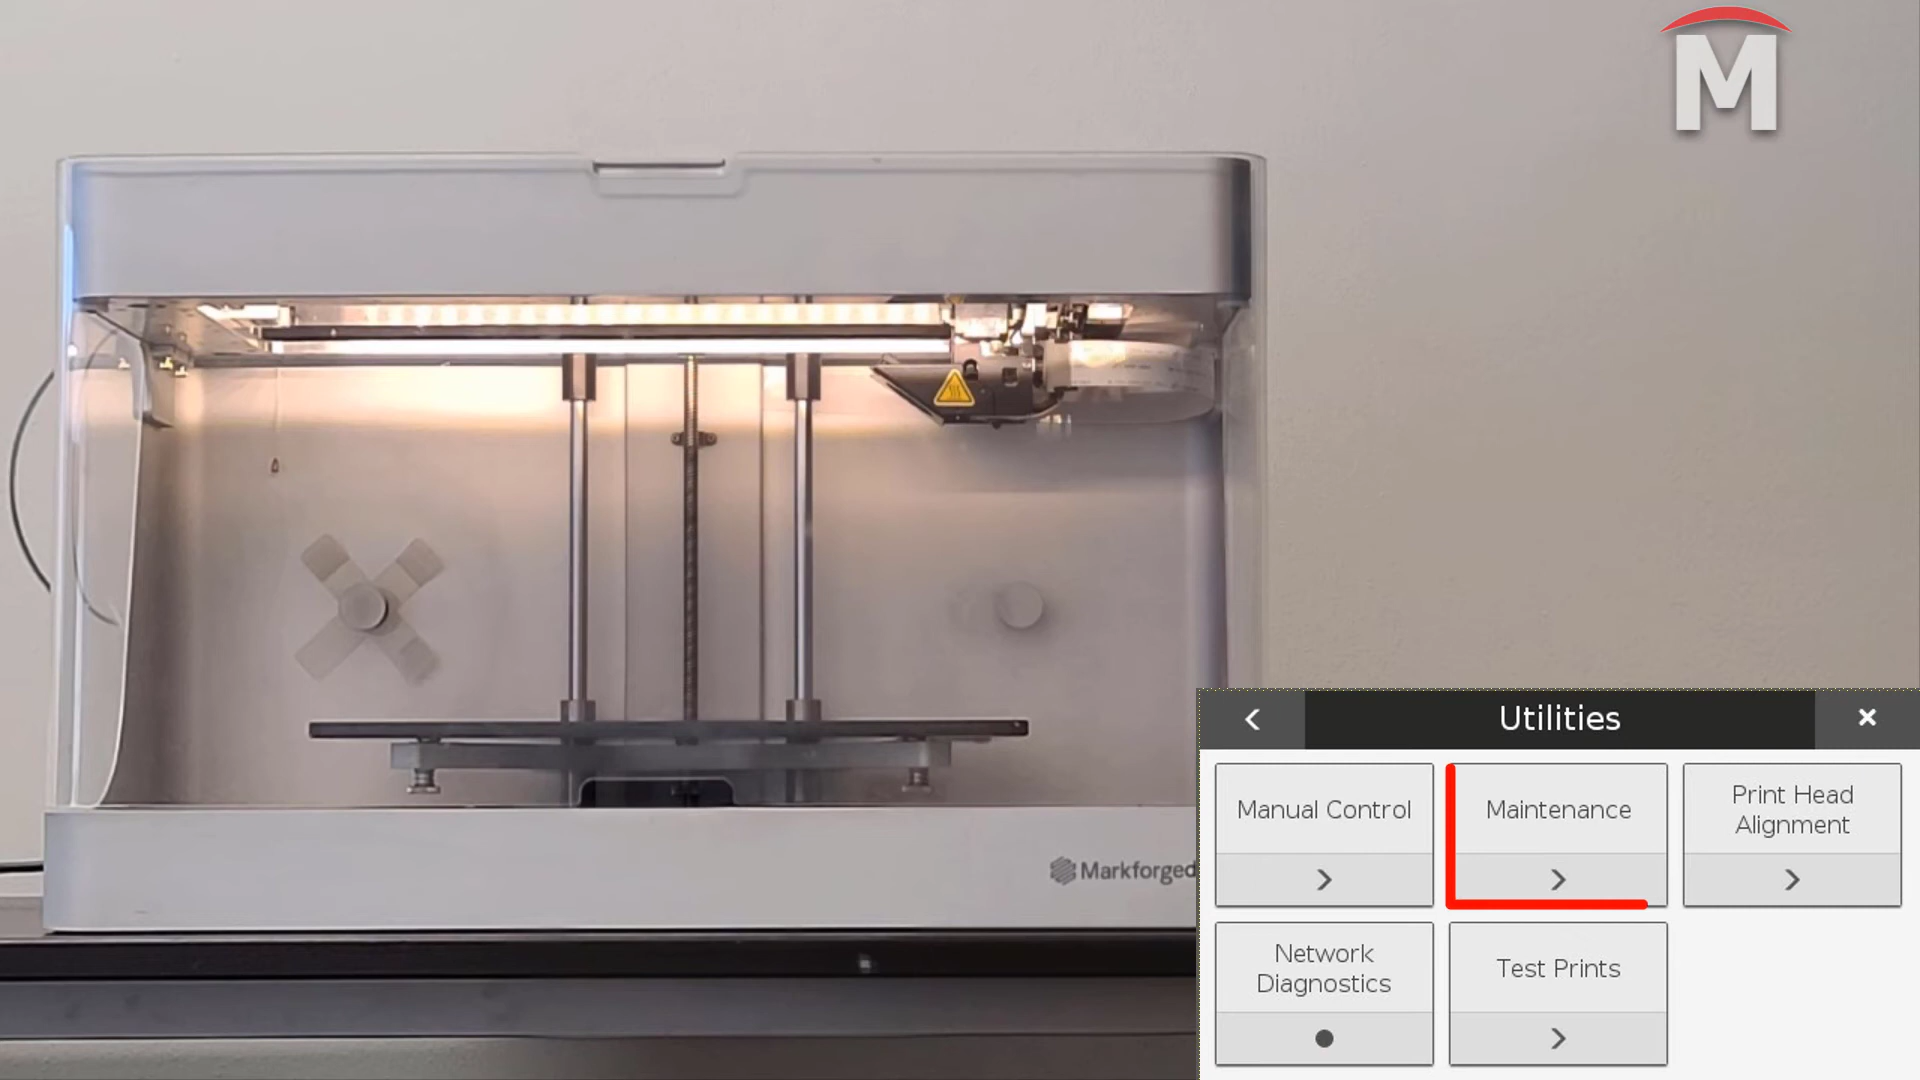 M
Markforged
Utilities
Manual Control
Maintenance
Print Head
Alignment
Network
Diagnostics
Test Prints